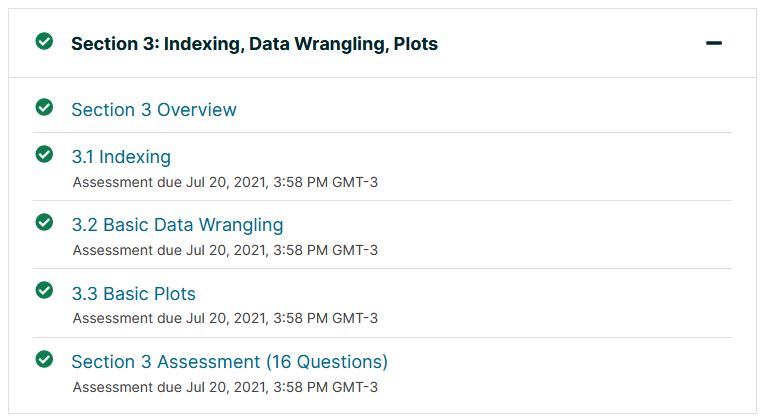 Section 3: Indexing, Data Wrangling, Plots
Section 3 Overview
3.1 Indexing
Assessment due Jul 20, 2021, 3:58 PM GMT-3
3.2 Basic Data Wrangling
Assessment due Jul 20, 2021, 3:58 PM GMT-3
3.3 Basic Plots
Assessment due Jul 20, 2021, 3:58 PM GMT-3
Section 3 Assessment (16 Questions)
Assessment due Jul 20, 2021, 3:58 PM GMT-3